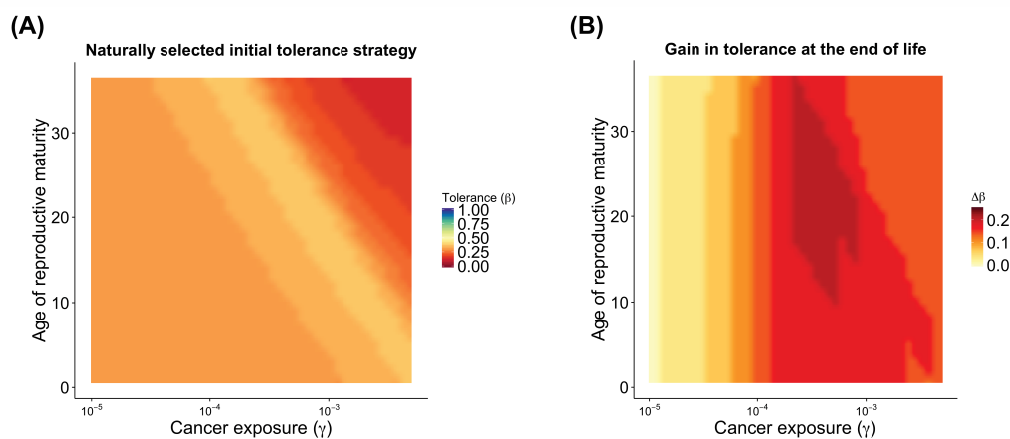 (A)
Naturally selected initial tolerance strategy
Age of reproductive maturity
30
20
10
0
10⁻⁵
10⁻⁴
10⁻³
Cancer exposure (γ)
Tolerance (β)
1.00
0.75
0.50
0.25
0.00
(B)
Gain in tolerance at the end of life
Age of reproductive maturity
30
20
10
0
10⁻⁵
10⁻⁴
10⁻³
Cancer exposure (γ)
Δβ
0.2
0.1
0.0